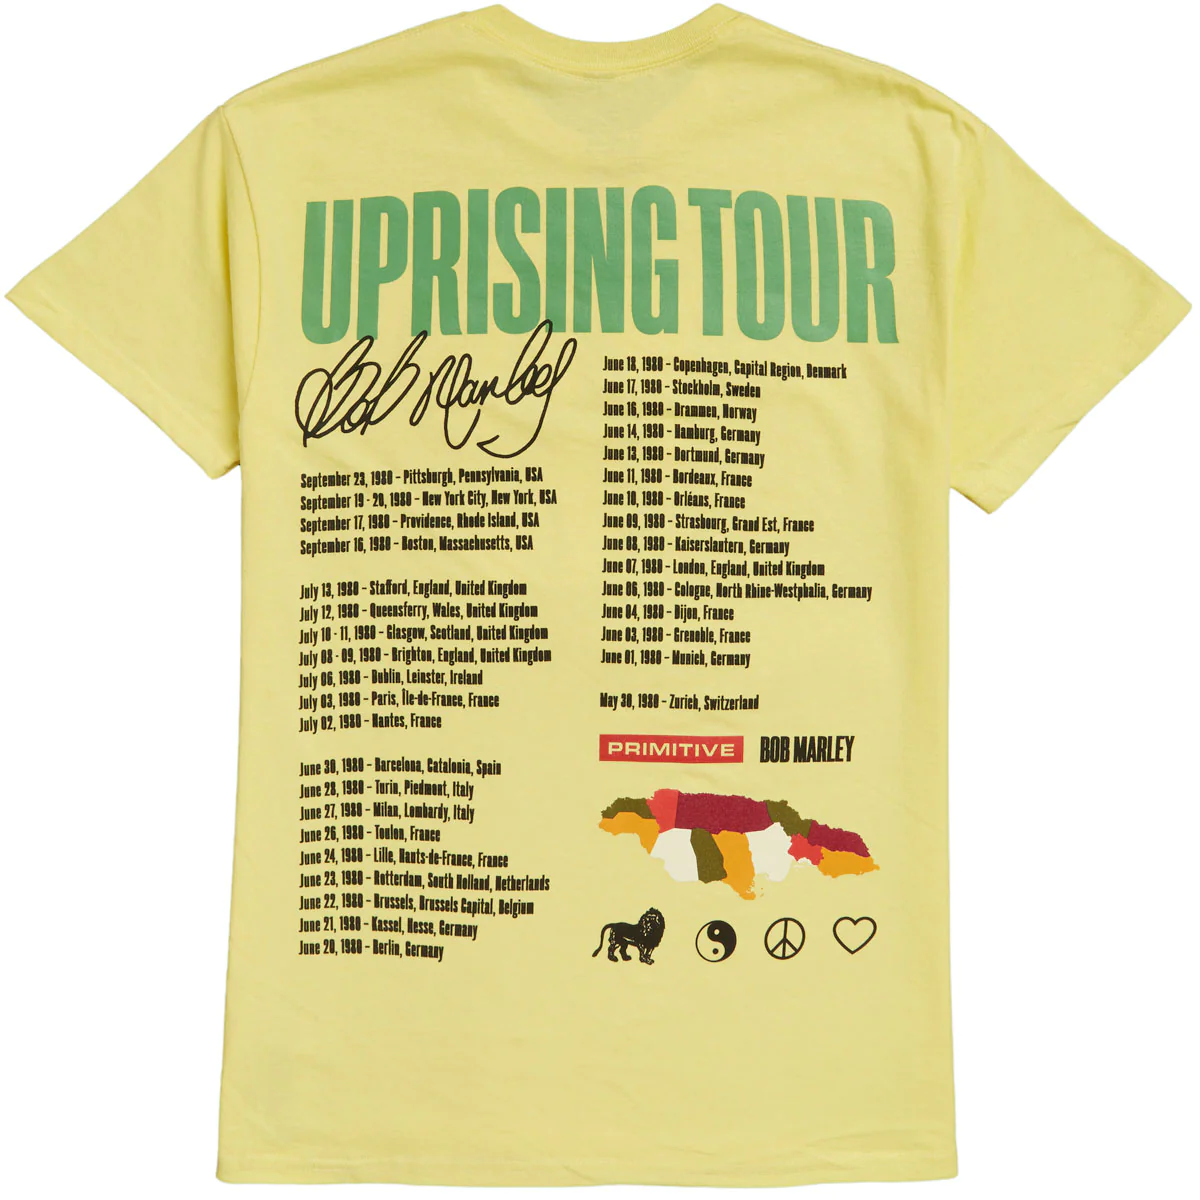 UPRISING TOUR
Bob Marley
September 23, 1980 - Pittsburgh, Pennsylvania, USA
September 19 - 20, 1980 - New York City, New York, USA
September 17, 1980 - Providence, Rhode Island, USA
September 16, 1980 - Boston, Massachusetts, USA
July 13, 1980 - Stafford, England, United Kingdom
July 12, 1980 - Queensferry, Wales, United Kingdom
July 10 - 11, 1980 - Glasgow, Scotland, United Kingdom
July 08 - 09, 1980 - Brighton, England, United Kingdom
July 06, 1980 - Dublin, Leinster, Ireland
July 03, 1980 - Paris, Île-de-France, France
July 02, 1980 - Nantes, France
June 30, 1980 - Barcelona, Catalonia, Spain
June 28, 1980 - Turin, Piedmont, Italy
June 27, 1980 - Milan, Lombardy, Italy
June 26, 1980 - Toulon, France
June 24, 1980 - Lille, Hauts-de-France, France
June 23, 1980 - Rotterdam, South Holland, Netherlands
June 22, 1980 - Brussels, Brussels Capital, Belgium
June 21, 1980 - Kassel, Hesse, Germany
June 20, 1980 - Berlin, Germany
June 18, 1980 - Copenhagen, Capital Region, Denmark
June 17, 1980 - Stockholm, Sweden
June 16, 1980 - Drammen, Norway
June 14, 1980 - Hamburg, Germany
June 13, 1980 - Dortmund, Germany
June 11, 1980 - Bordeaux, France
June 10, 1980 - Orléans, France
June 09, 1980 - Strasbourg, Grand Est, France
June 08, 1980 - Kaiserslautern, Germany
June 07, 1980 - London, England, United Kingdom
June 06, 1980 - Cologne, North Rhine-Westphalia, Germany
June 04, 1980 - Dijon, France
June 03, 1980 - Grenoble, France
June 01, 1980 - Munich, Germany
May 30, 1980 - Zurich, Switzerland
PRIMITIVE BOB MARLEY